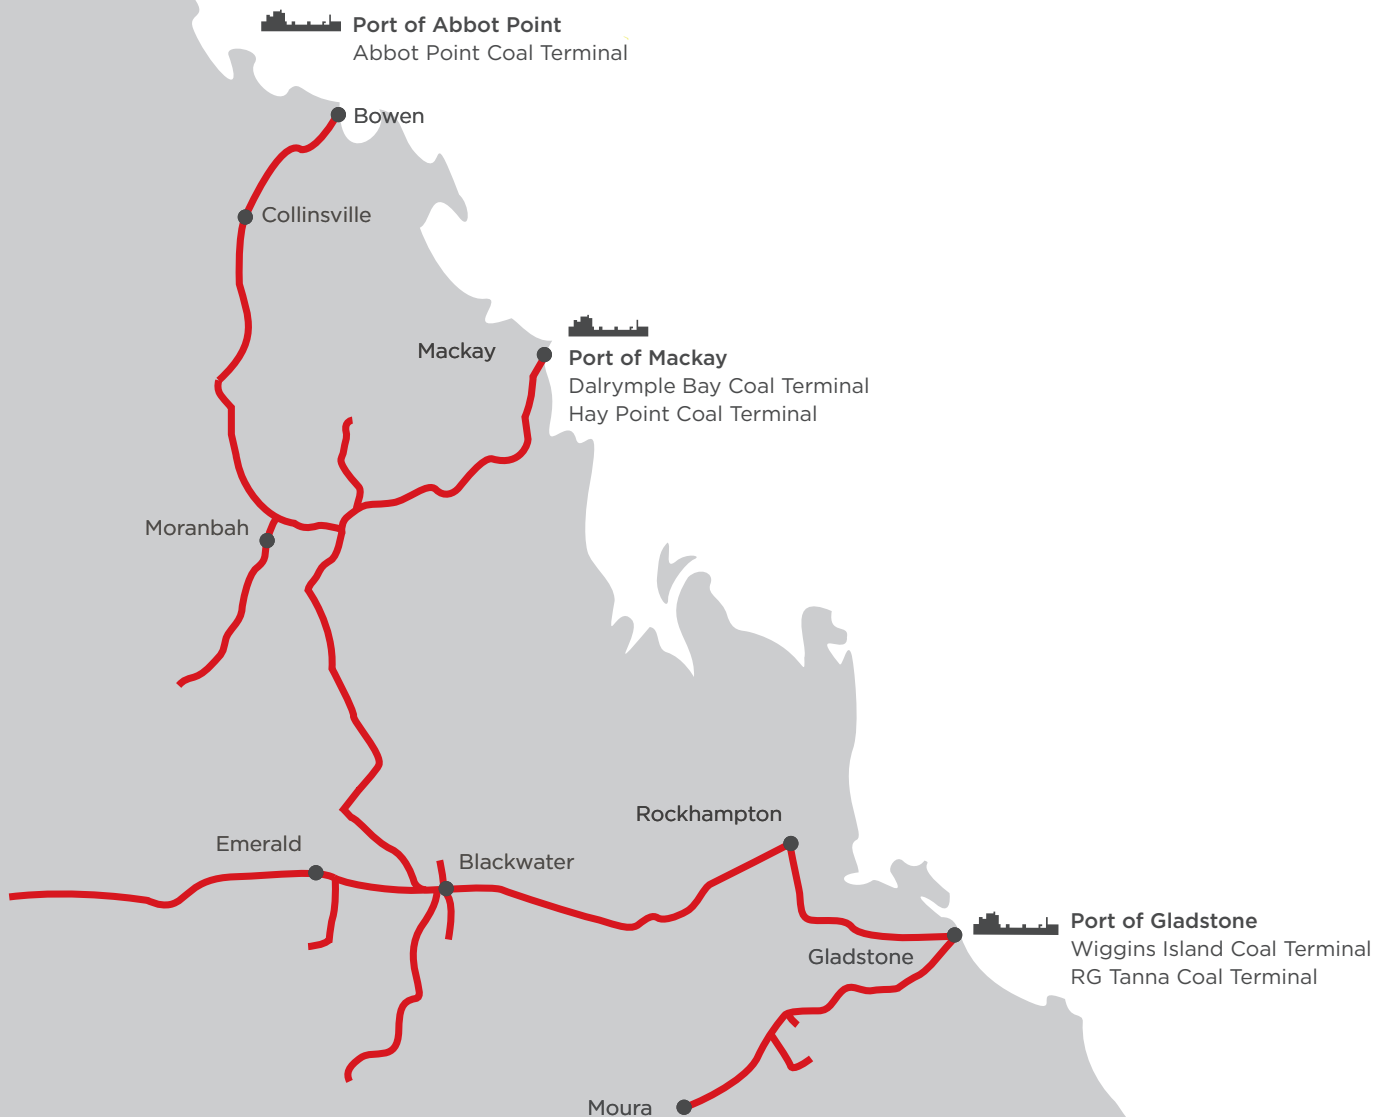 Port of Abbot Point
Abbot Point Coal Terminal
Bowen
Collinsville
Mackay
Port of Mackay
Dalrymple Bay Coal Terminal
Hay Point Coal Terminal
Moranbah
Rockhampton
Emerald
Blackwater
Port of Gladstone
Wiggins Island Coal Terminal
RG Tanna Coal Terminal
Gladstone
Moura